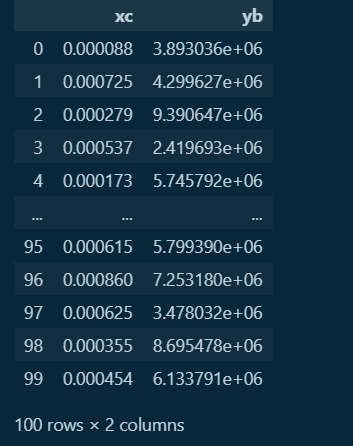 xc yb
0 0.000088 3.893036e+06
1 0.000725 4.299627e+06
2 0.000279 9.390647e+06
3 0.000537 2.419693e+06
4 0.000173 5.745792e+06
... ... ...
95 0.000615 5.799390e+06
96 0.000860 7.253180e+06
97 0.000625 3.478032e+06
98 0.000355 8.695478e+06
99 0.000454 6.133791e+06
100 rows × 2 columns